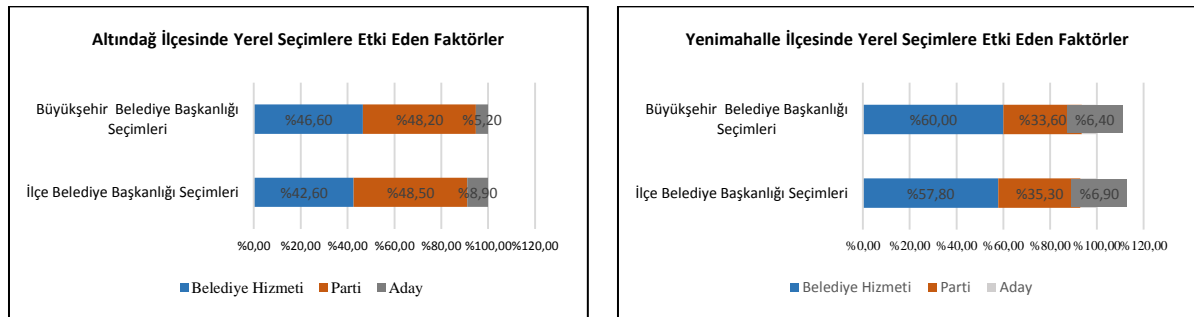 Altındağ İlçesinde Yerel Seçimlere Etki Eden Faktörler
Büyükşehir Belediye Başkanlığı
Seçimleri
%46,60 %48,20 %5,20
İlçe Belediye Başkanlığı Seçimleri
%42,60 %48,50 %8,90
%0,00 %20,00 %40,00 %60,00 %80,00 %100,00 %120,00
Belediye Hizmeti Parti Aday
Yenimahalle İlçesinde Yerel Seçimlere Etki Eden Faktörler
Büyükşehir Belediye Başkanlığı
Seçimleri
%60,00 %33,60 %6,40
İlçe Belediye Başkanlığı Seçimleri
%57,80 %35,30 %6,90
%0,00 %20,00 %40,00 %60,00 %80,00 %100,00 %120,00
Belediye Hizmeti Parti Aday